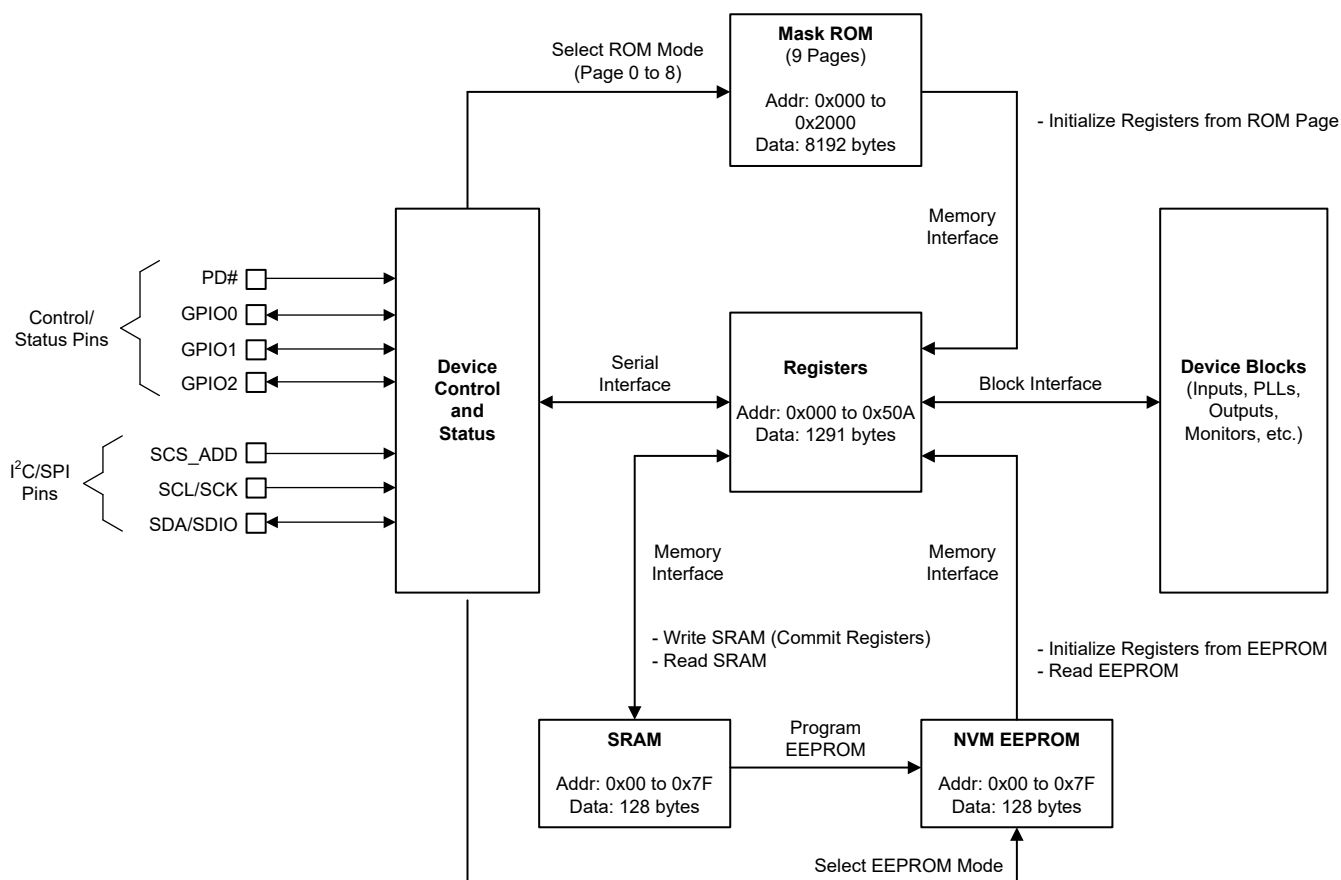 Mask ROM
(9 Pages)
Addr: 0x000 to
0x2000
Data: 8192 bytes
Select ROM Mode
(Page 0 to 8)
- Initialize Registers from ROM Page
Memory
Interface
Control/
Status Pins
PD#
GPIO0
GPIO1
GPIO2
I²C/SPI
Pins
SCS_ADD
SCL/SCK
SDA/SDIO
Device
Control
and
Status
Serial
Interface
Registers
Addr: 0x000 to 0x50A
Data: 1291 bytes
Block Interface
Device Blocks
(Inputs, PLLs,
Outputs,
Monitors, etc.)
Memory
Interface
Memory
Interface
- Write SRAM (Commit Registers)
- Read SRAM
- Initialize Registers from EEPROM
- Read EEPROM
SRAM
Addr: 0x00 to 0x7F
Data: 128 bytes
Program
EEPROM
NVM EEPROM
Addr: 0x00 to 0x7F
Data: 128 bytes
Select EEPROM Mode